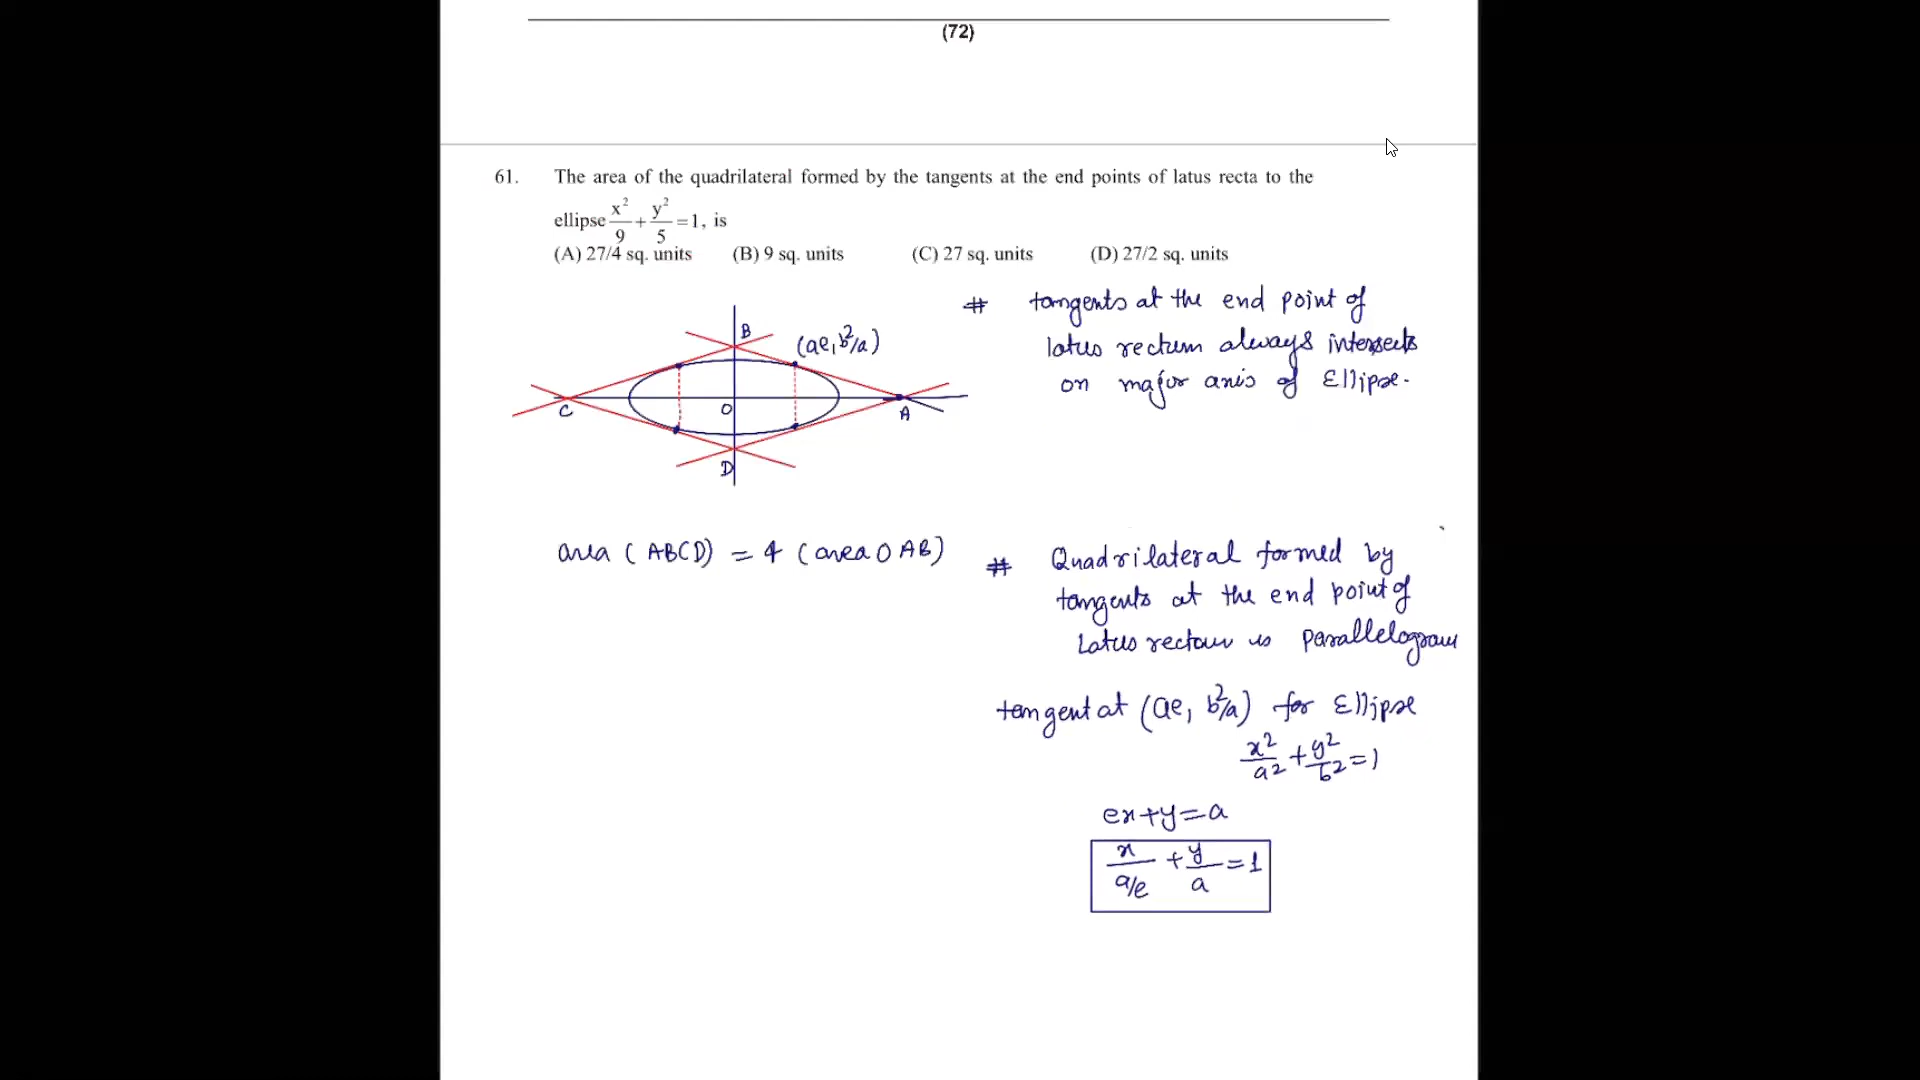 (72)
61. The area of the quadrilateral formed by the tangents at the end points of latus recta to the
ellipse x²/9 + y²/5 = 1, is
(A) 27/4 sq. units (B) 9 sq. units (C) 27 sq. units (D) 27/2 sq. units
# tangents at the end point of
latus rectum always intersects
on major axis of Ellipse.
B
(ae, b²/a)
C
O
A
D
area (ABCD) = 4 (area OAB)
# Quadrilateral formed by
tangents at the end point of
Latus rectum is parallelogram
tangent at (ae, b²/a) for Ellipse
x²/a² + y²/b² = 1
ex+y=a
x/(a/e) + y/a = 1